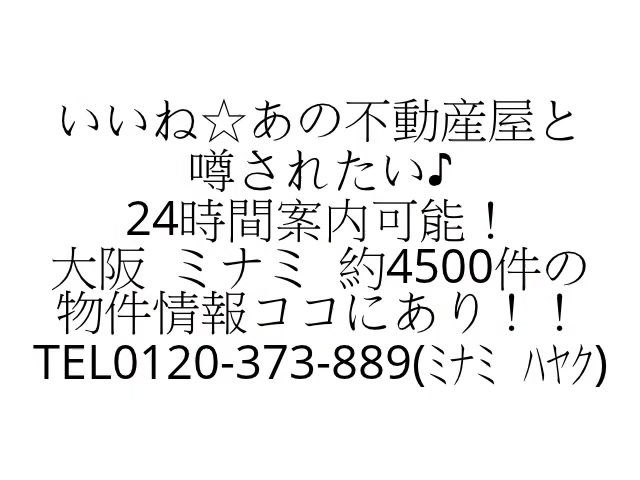 いいね☆あの不動産屋と
噂されたい♪
24時間案内可能！
大阪 ミナミ 約4500件の
物件情報ココにあり！！
TEL0120-373-889(ﾐﾅﾐ ﾊﾔｸ)